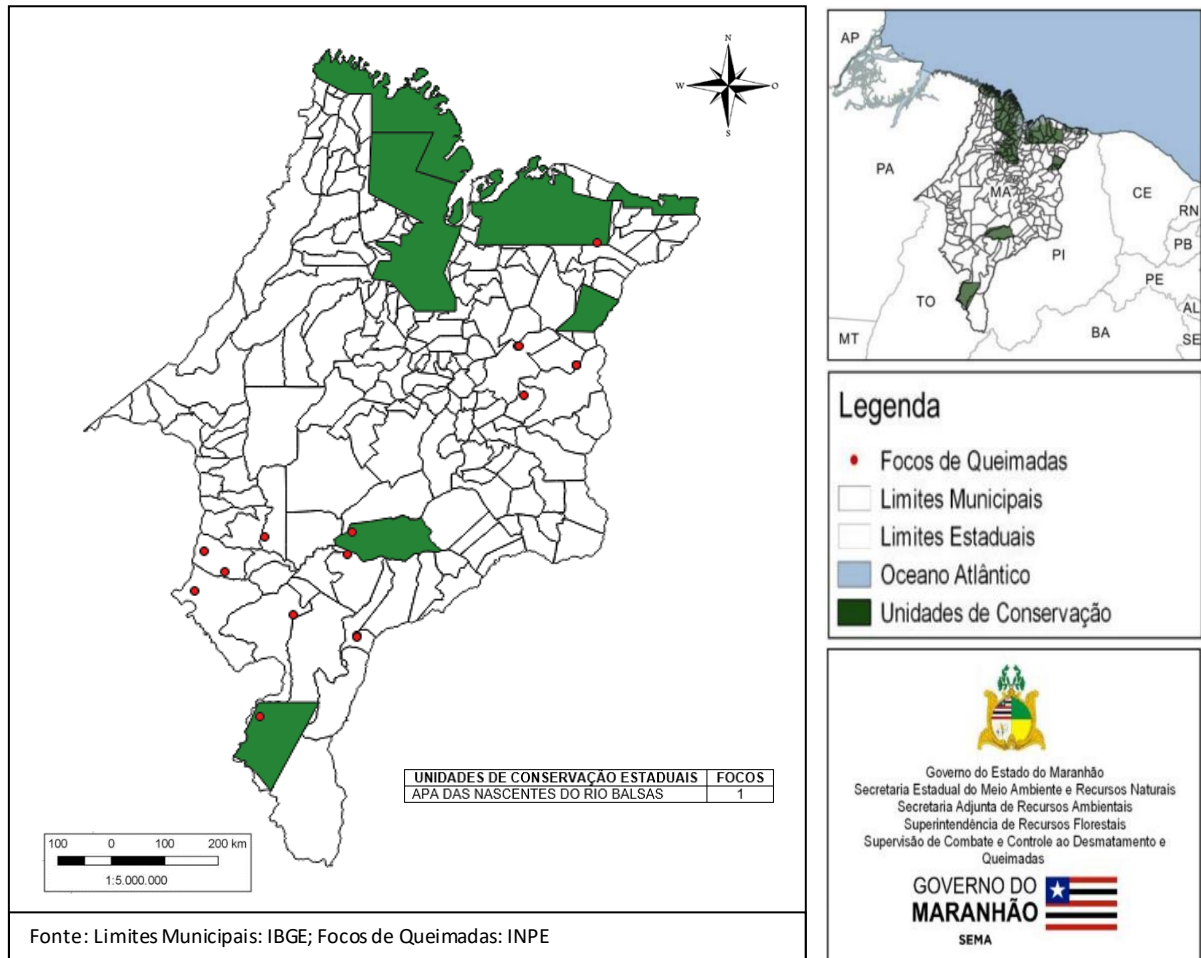 N
W
O
S
UNIDADES DE CONSERVAÇÃO ESTADUAIS FOCOS
APA DAS NASCENTES DO RIO BALSAS 1
100 0 100 200 km
1:5.000.000
Fonte: Limites Municipais: IBGE; Focos de Queimadas: INPE
AP
PA
MA
CE
RN
PB
PI
PE
TO
AL
BA
SE
MT
Legenda
Focos de Queimadas
Limites Municipais
Limites Estaduais
Oceano Atlântico
Unidades de Conservação
Governo do Estado do Maranhão
Secretaria Estadual do Meio Ambiente e Recursos Naturais
Secretaria Adjunta de Recursos Ambientais
Superintendência de Recursos Florestais
Supervisão de Combate e Controle ao Desmatamento e
Queimadas
GOVERNO DO
MARANHÃO
SEMA